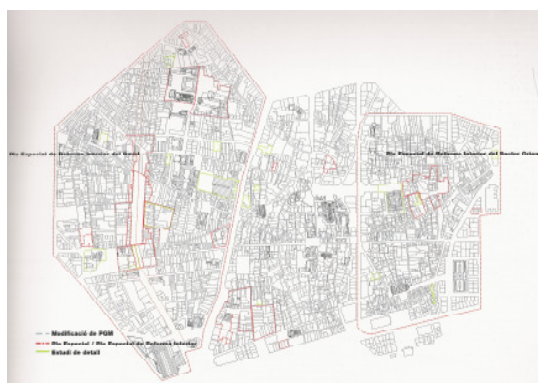 Pla Especial de Reforma Interior del Raval
Pla Especial de Reforma Interior del Sector Orien
Modificació de PGM
Pla Especial / Pla Especial de Reforma Interior
Estudi de detall